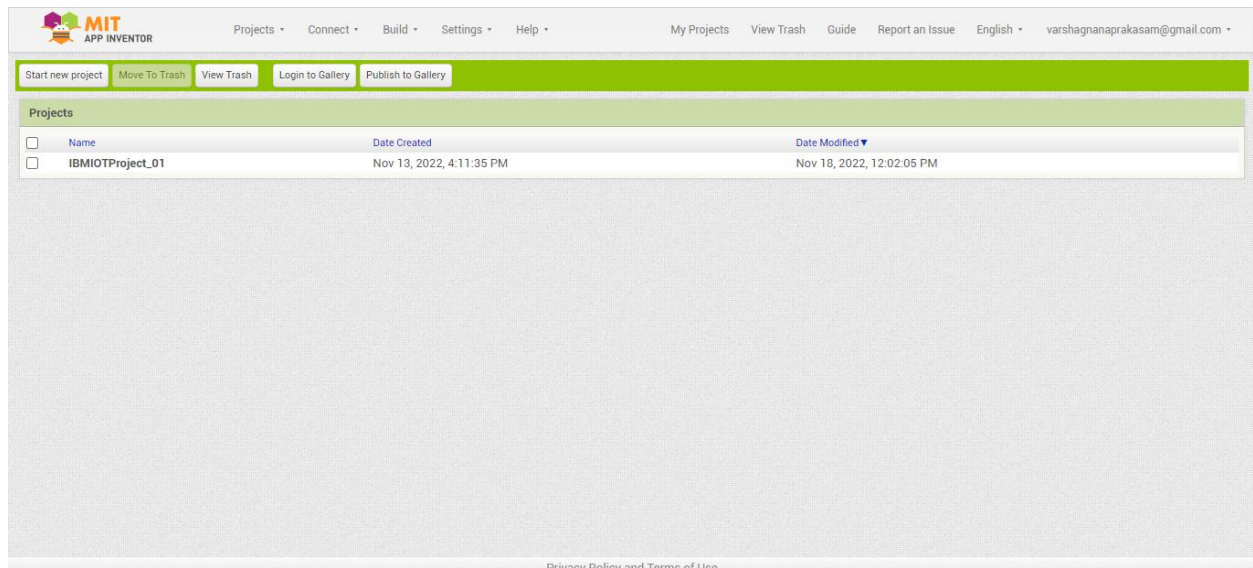 MIT
APP INVENTOR
Projects Connect Build Settings Help My Projects View Trash Guide Report an Issue English varshagnanaprakasam@gmail.com
Start new project Move To Trash View Trash Login to Gallery Publish to Gallery
Projects
Name Date Created Date Modified▼
IBMIOTProject_01 Nov 13, 2022, 4:11:35 PM Nov 18, 2022, 12:02:05 PM
Privacy Policy and Terms of Use